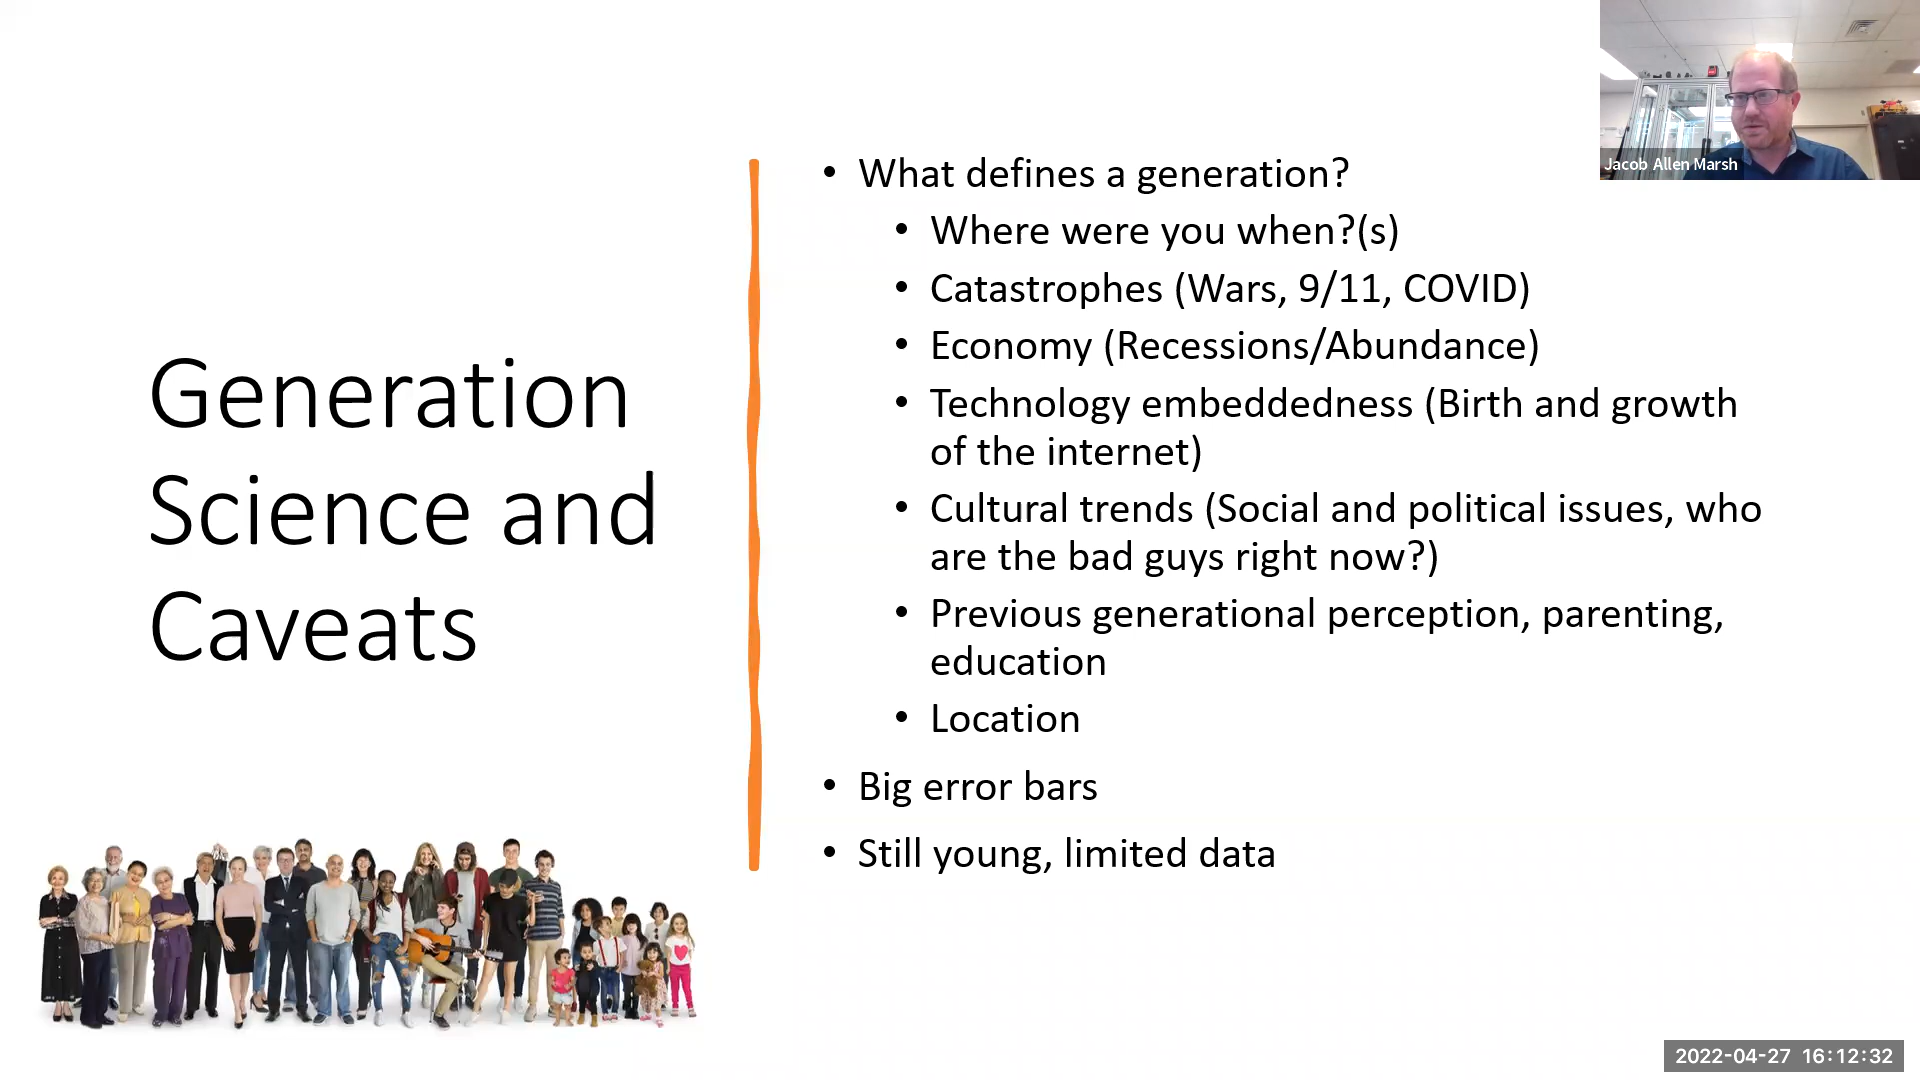 Jacob Allen Marsh
Generation
Science and
Caveats
• What defines a generation?
• Where were you when?(s)
• Catastrophes (Wars, 9/11, COVID)
• Economy (Recessions/Abundance)
• Technology embeddedness (Birth and growth
of the internet)
• Cultural trends (Social and political issues, who
are the bad guys right now?)
• Previous generational perception, parenting,
education
• Location
• Big error bars
• Still young, limited data
2022-04-27 16:12:32